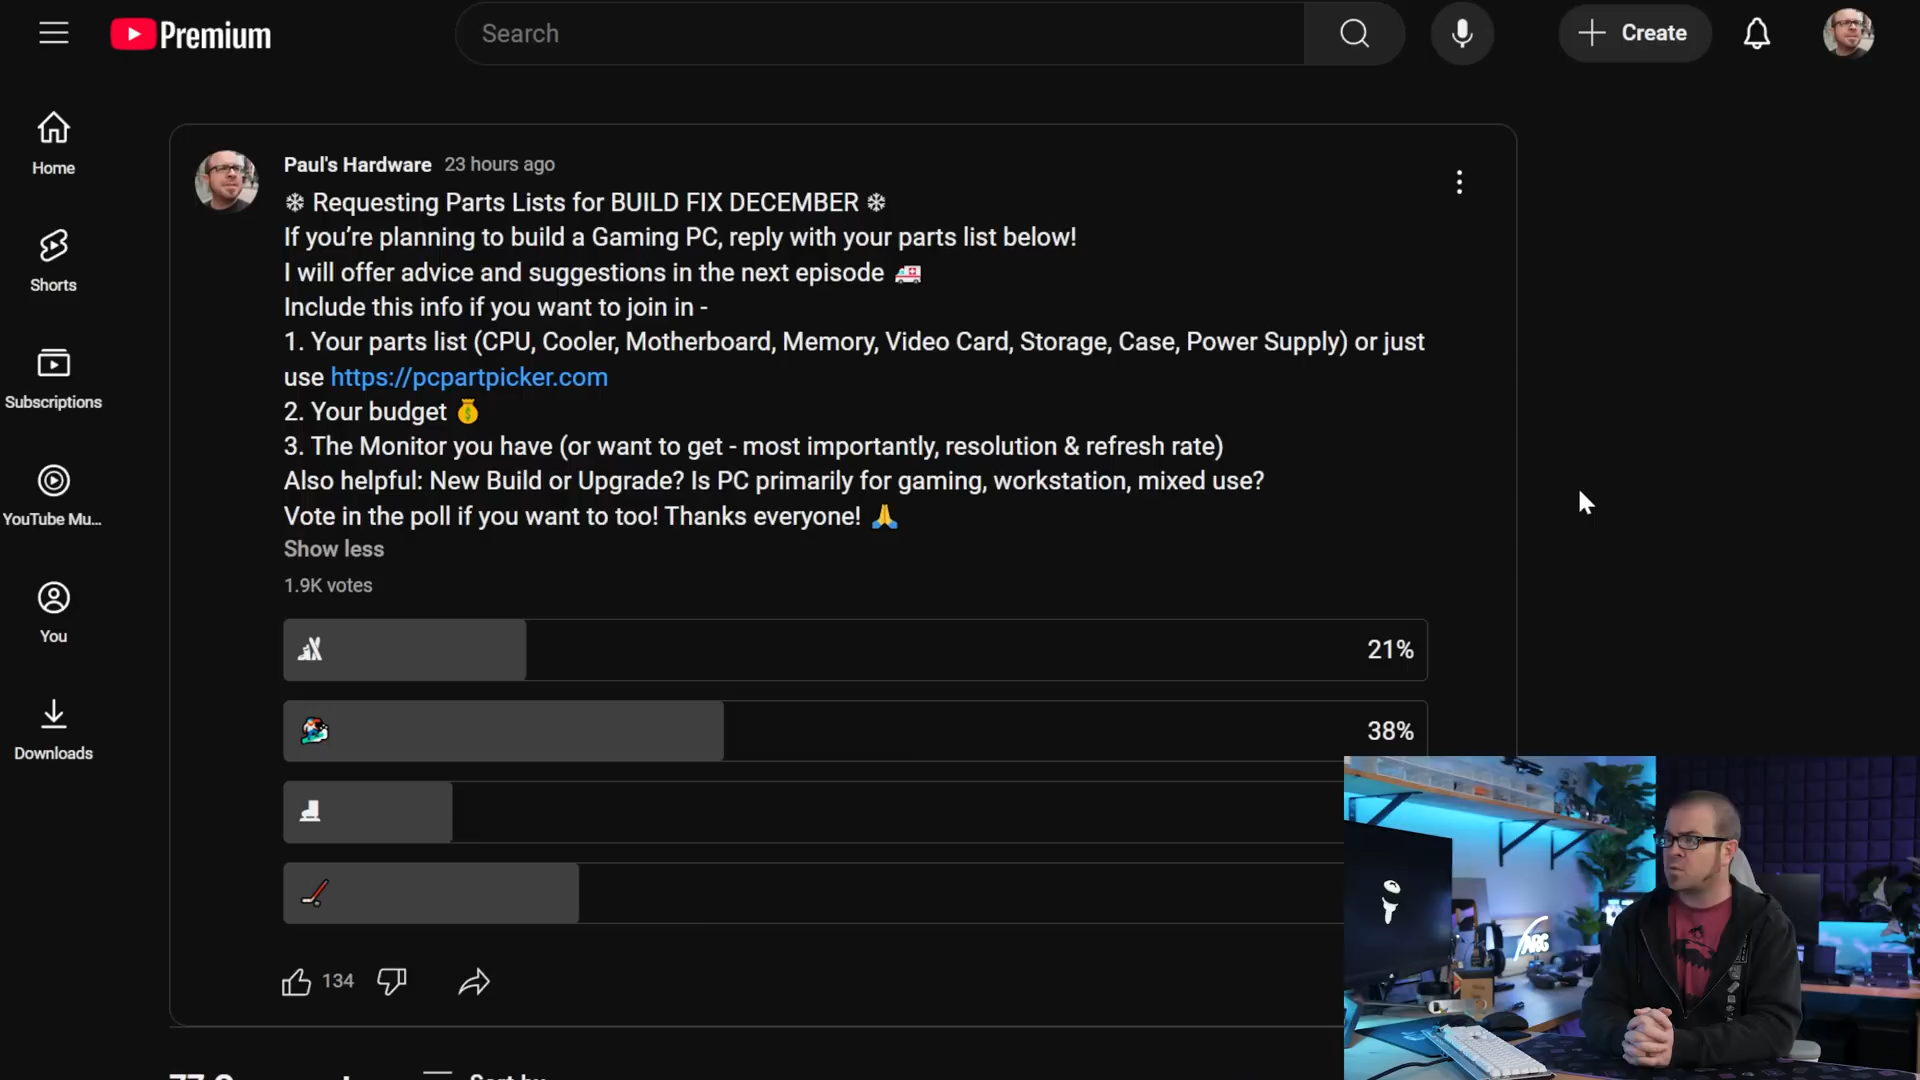 Premium
Search
Create
Home
Shorts
Subscriptions
YouTube Mu...
You
Downloads
Paul's Hardware 23 hours ago
❄ Requesting Parts Lists for BUILD FIX DECEMBER ❄
If you’re planning to build a Gaming PC, reply with your parts list below!
I will offer advice and suggestions in the next episode 🚑
Include this info if you want to join in -
1. Your parts list (CPU, Cooler, Motherboard, Memory, Video Card, Storage, Case, Power Supply) or just
use https://pcpartpicker.com
2. Your budget 💰
3. The Monitor you have (or want to get - most importantly, resolution & refresh rate)
Also helpful: New Build or Upgrade? Is PC primarily for gaming, workstation, mixed use?
Vote in the poll if you want to too! Thanks everyone! 🙏
Show less
1.9K votes
21%
38%
134
ARC